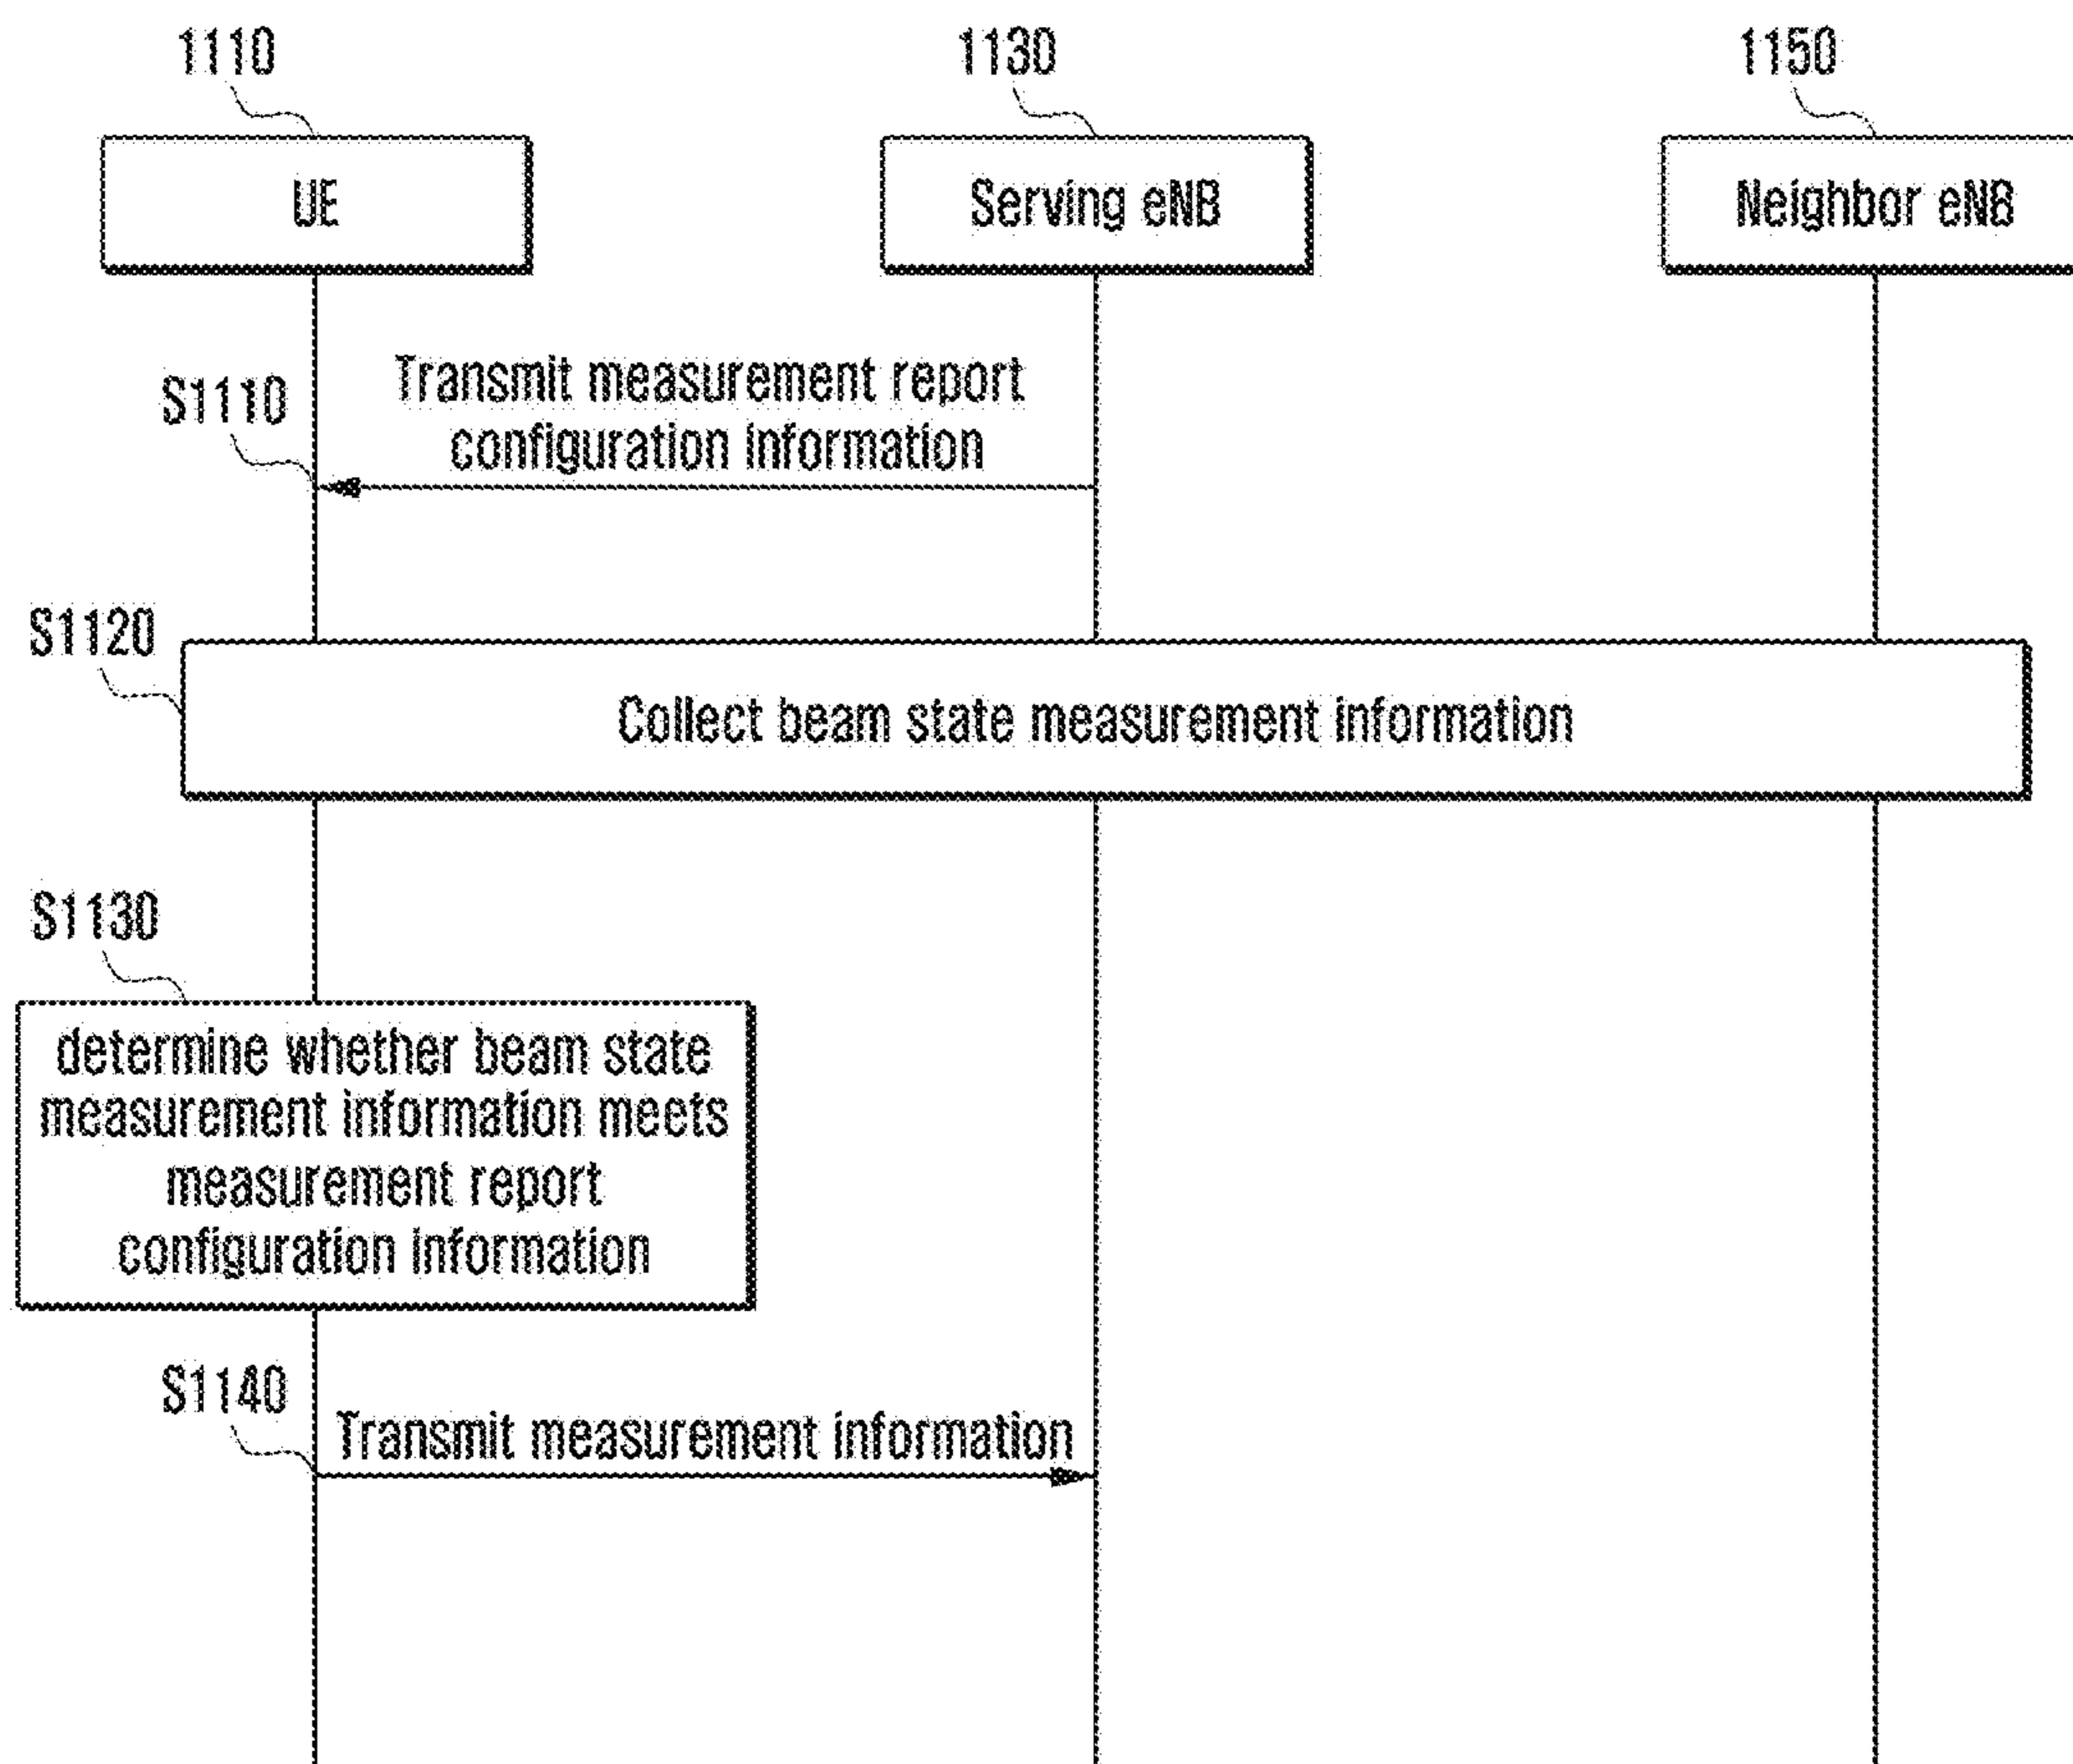 1110
1130
1150
UE
Serving eNB
Neighbor eNB
S1110
Transmit measurement report
configuration information
S1120
Collect beam state measurement information
S1130
determine whether beam state
measurement information meets
measurement report
configuration information
S1140
Transmit measurement information